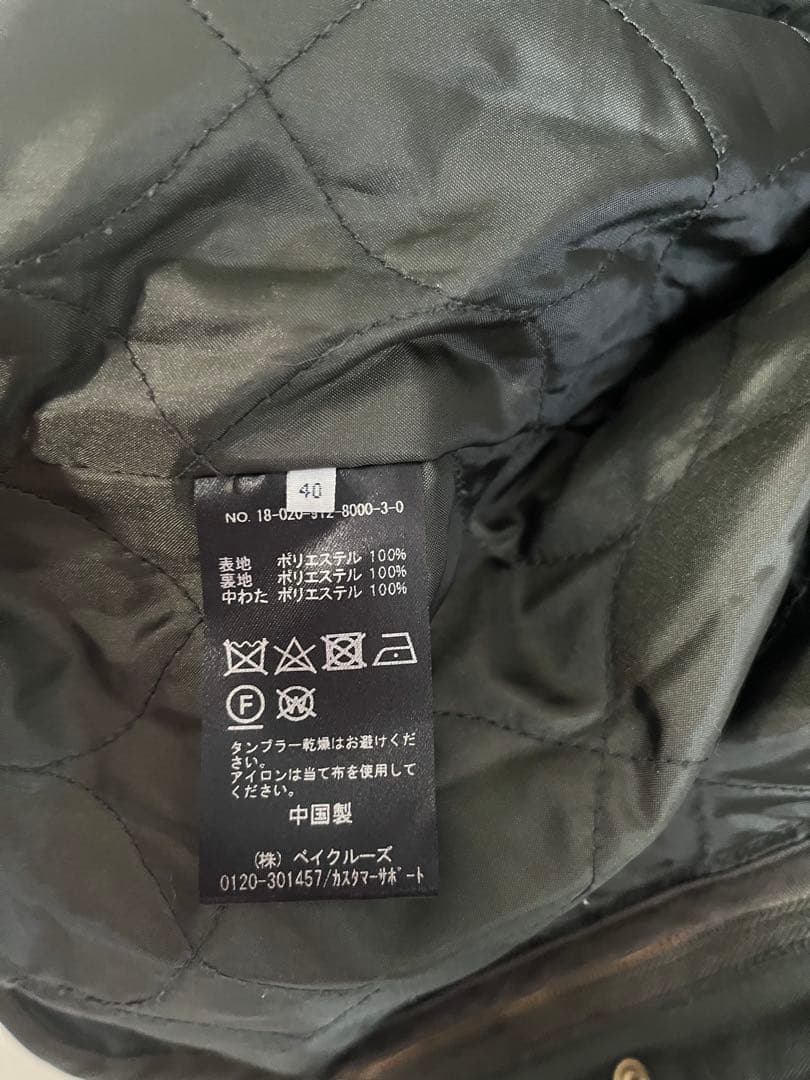 40
NO. 18-020-912-8000-3-0
表地 ポリエステル 100%
裏地 ポリエステル 100%
中わた ポリエステル 100%
F W
タンブラー乾燥はお避けくだ
さい。
アイロンは当て布を使用して
ください。
中国製
(株) ベイクルーズ
0120-301457/カスタマーサポート